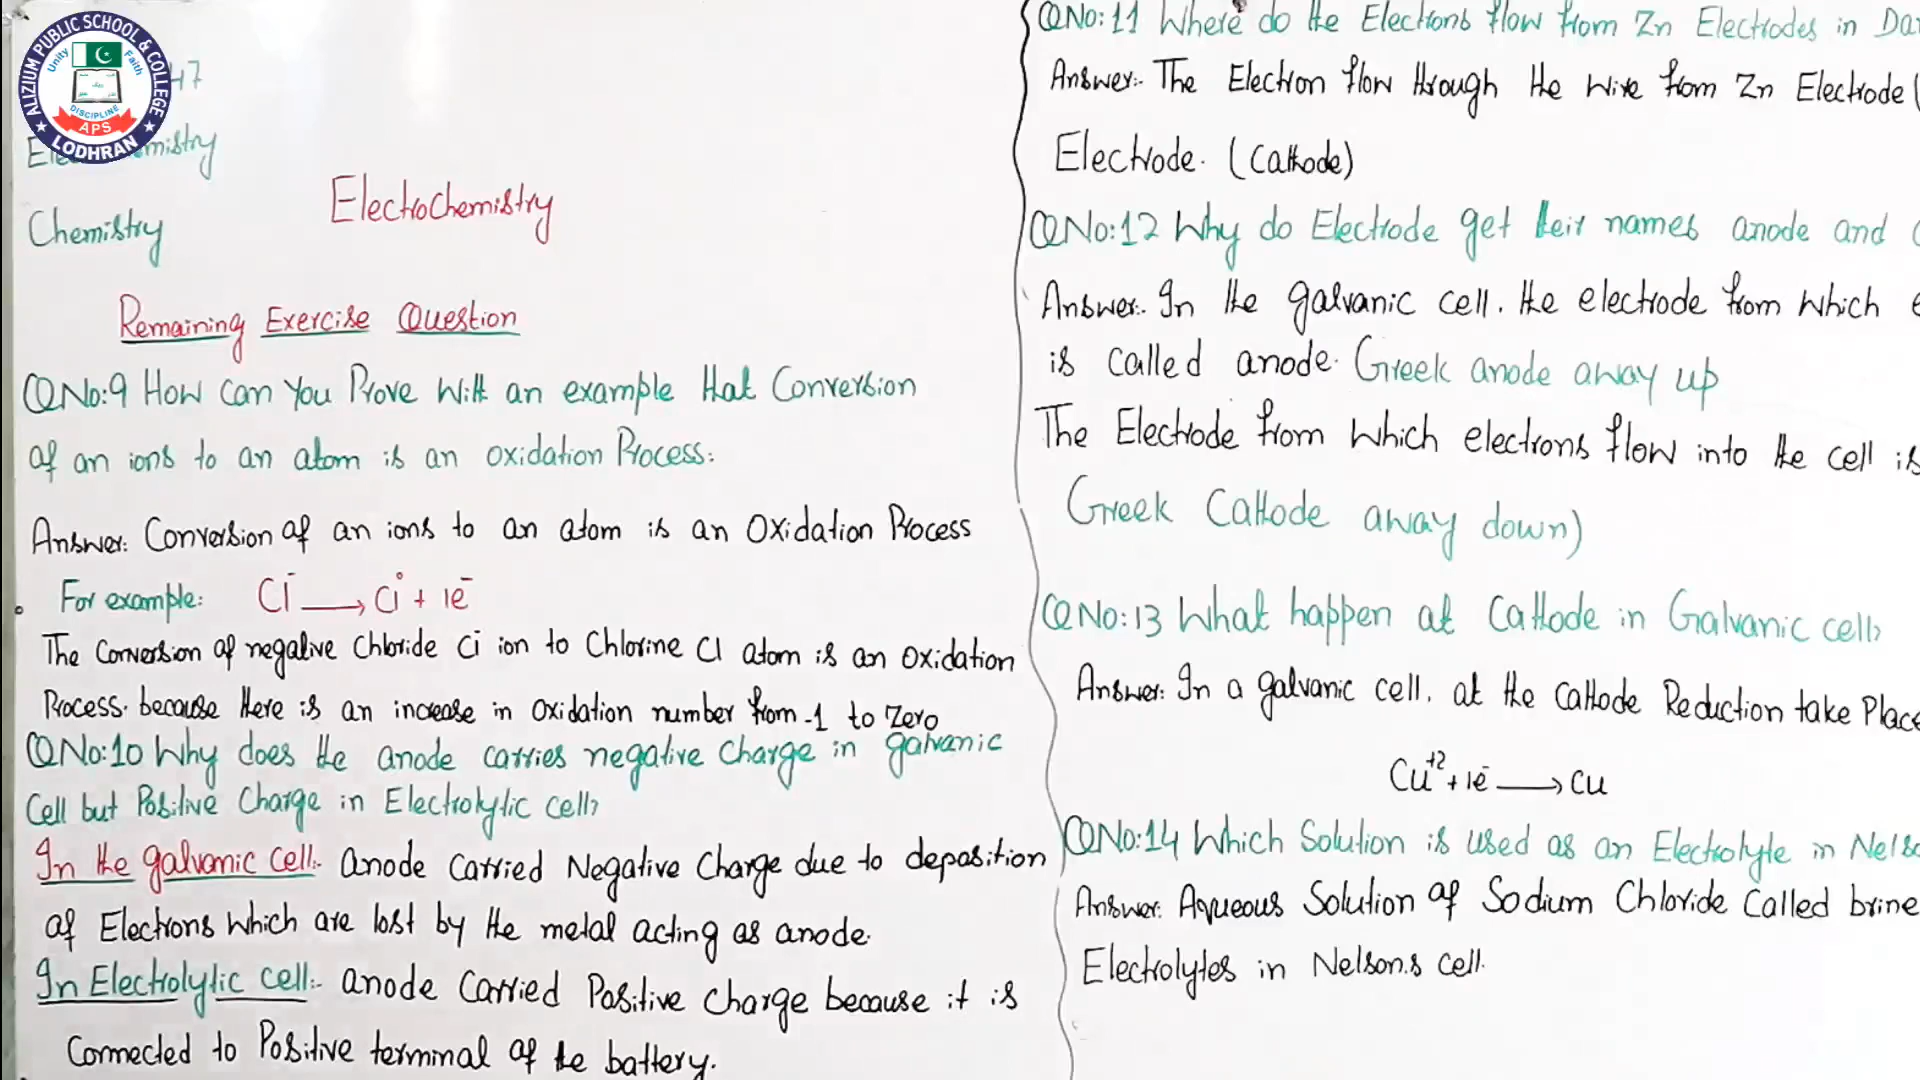 ALIZIUM PUBLIC SCHOOL & COLLEGE
Unity
Faith
DISCIPLINE
APS
LODHRAN
47
Chemistry
Electrochemistry
Remaining Exercise Question
QNo:9 How can You Prove with an example that Conversion
of an ions to an atom is an oxidation Process.
Answer: Conversion of an ions to an atom is an Oxidation Process
For example: Cl⁻ → Cl° + 1e⁻
The Conversion of negative Chloride Cl⁻ ion to Chlorine Cl atom is an oxidation
Process. because there is an increase in oxidation number from -1 to Zero
QNo:10 Why does the anode carries negative charge in galvanic
Cell but Positive Charge in Electrolytic cell?
In the galvanic cell:- anode Carried Negative Charge due to deposition
of Electrons which are lost by the metal acting as anode.
In Electrolytic cell:- anode Carried Positive charge because it is
Connected to Positive terminal of the battery.
QNo:11 Where do the Electrons flow from Zn Electrodes in Da
Answer:- The Electron flow through the wire from Zn Electrode (
Electrode. (Cathode)
QNo:12 Why do Electrode get their names anode and C
Answer:- In the galvanic cell. the electrode from which e
is called anode. Greek anode away up
The Electrode from which electrons flow into the cell is
Greek Cathode away down)
QNo:13 What happen at Cathode in Galvanic cell?
Answer: In a galvanic cell. at the Cathode Reduction take Place
Cu⁺² + 1e⁻ → Cu
QNo:14 Which Solution is used as an Electrolyte in Nelso
Answer: Aqueous Solution of Sodium Chloride Called brine
Electrolytes in Nelson.s cell.